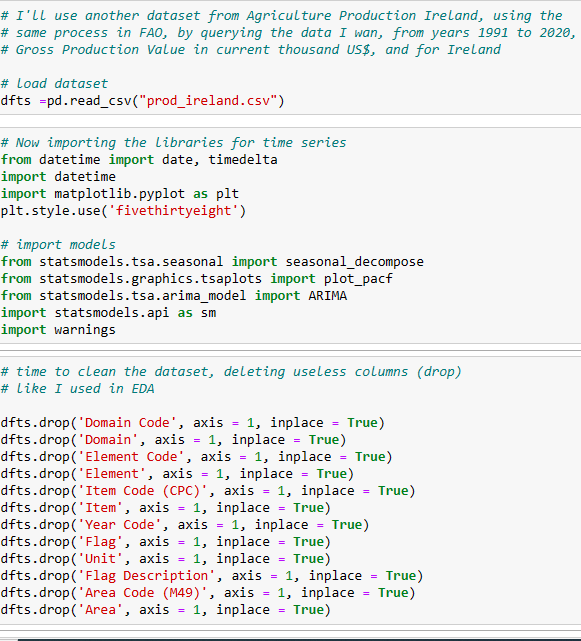 # I'll use another dataset from Agriculture Production Ireland, using the
# same process in FAO, by querying the data I wan, from years 1991 to 2020,
# Gross Production Value in current thousand US$, and for Ireland
# load dataset
dfts =pd.read_csv("prod_ireland.csv")
# Now importing the libraries for time series
from datetime import date, timedelta
import datetime
import matplotlib.pyplot as plt
plt.style.use('fivethirtyeight')
# import models
from statsmodels.tsa.seasonal import seasonal_decompose
from statsmodels.graphics.tsaplots import plot_pacf
from statsmodels.tsa.arima_model import ARIMA
import statsmodels.api as sm
import warnings
# time to clean the dataset, deleting useless columns (drop)
# like I used in EDA
dfts.drop('Domain Code', axis = 1, inplace = True)
dfts.drop('Domain', axis = 1, inplace = True)
dfts.drop('Element Code', axis = 1, inplace = True)
dfts.drop('Element', axis = 1, inplace = True)
dfts.drop('Item Code (CPC)', axis = 1, inplace = True)
dfts.drop('Item', axis = 1, inplace = True)
dfts.drop('Year Code', axis = 1, inplace = True)
dfts.drop('Flag', axis = 1, inplace = True)
dfts.drop('Unit', axis = 1, inplace = True)
dfts.drop('Flag Description', axis = 1, inplace = True)
dfts.drop('Area Code (M49)', axis = 1, inplace = True)
dfts.drop('Area', axis = 1, inplace = True)